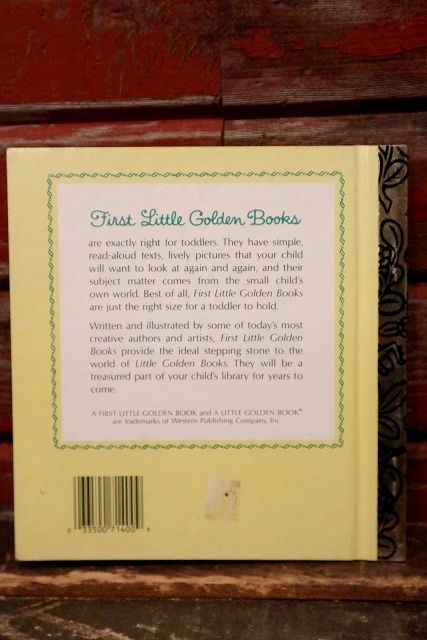 First Little Golden Books
are exactly right for toddlers. They have simple,
read-aloud texts, lively pictures that your child
will want to look at again and again, and their
subject matter comes from the small child's
own world. Best of all, First Little Golden Books
are just the right size for a toddler to hold.
Written and illustrated by some of today's most
creative authors and artists, First Little Golden
Books provide the ideal stepping stone to the
world of Little Golden Books. They will be a
treasured part of your child's library for years to
come.
A FIRST LITTLE GOLDEN BOOK and A LITTLE GOLDEN BOOK®
are trademarks of Western Publishing Company, Inc.
0 33500 71400 6